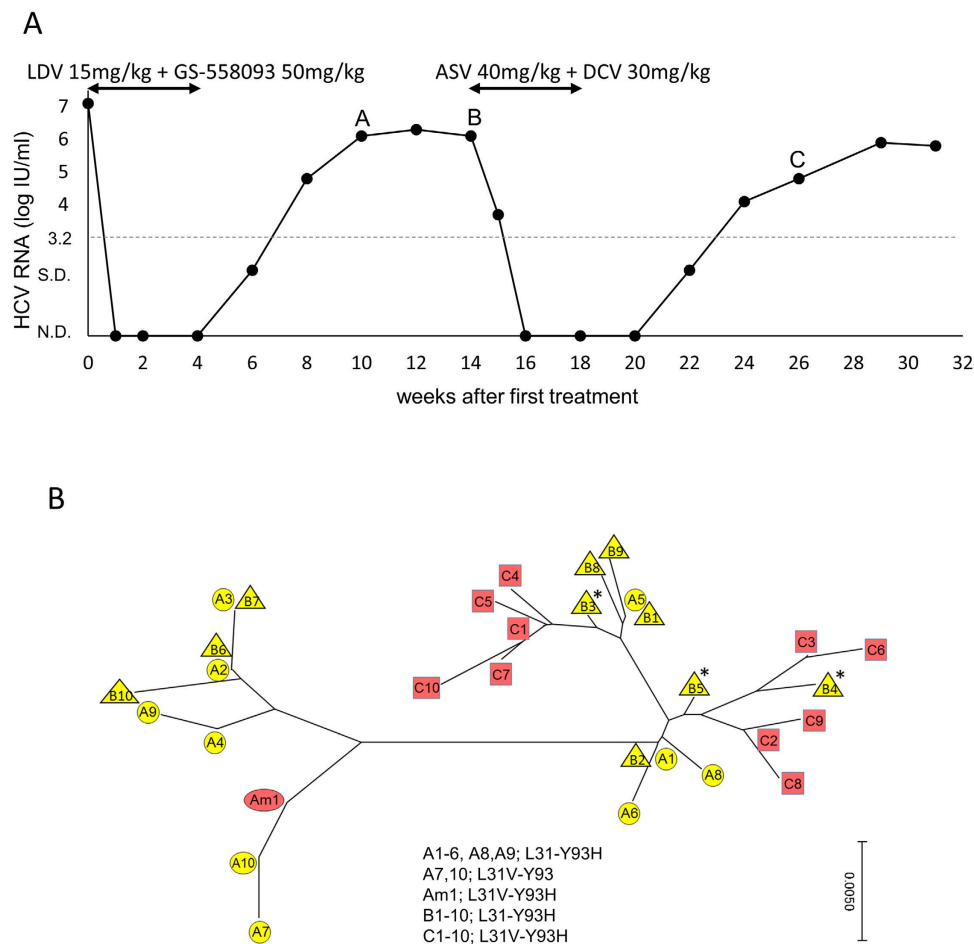 A
LDV 15mg/kg + GS-558093 50mg/kg
ASV 40mg/kg + DCV 30mg/kg
HCV RNA (log IU/ml)
7
6
5
4
3.2
S.D.
N.D.
A
B
C
0 2 4 6 8 10 12 14 16 18 20 22 24 26 28 30 32
weeks after first treatment
B
B9
B8
C4
C5
B3*
A5
B1
A3
B7
C1
C3
C6
B6
A2
C7
C10
B5*
B4*
B10
A9
A4
C9
C2
B2
A1
A8
C8
Am1
A6
A10
A7
A1-6, A8,A9; L31-Y93H
A7,10; L31V-Y93
Am1; L31V-Y93H
B1-10; L31-Y93H
C1-10; L31V-Y93H
0.0050